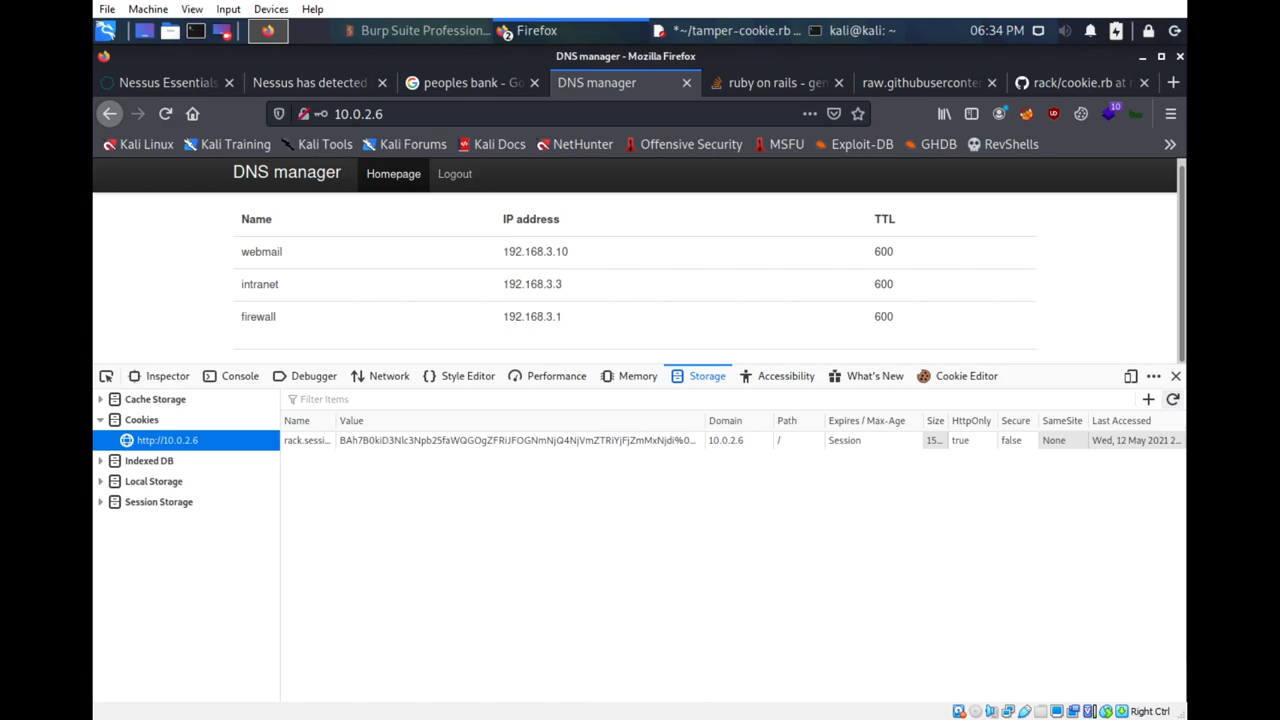 File Machine View Input Devices Help
Burp Suite Profession... Firefox *~/tamper-cookie.rb ... kali@kali: ~ 06:34 PM
DNS manager - Mozilla Firefox
Nessus Essentials Nessus has detected peoples bank - Go DNS manager ruby on rails - gen raw.githubusercontent rack/cookie.rb at m
10.0.2.6
Kali Linux Kali Training Kali Tools Kali Forums Kali Docs NetHunter Offensive Security MSFU Exploit-DB GHDB RevShells
DNS manager Homepage Logout
Name IP address TTL
webmail 192.168.3.10 600
intranet 192.168.3.3 600
firewall 192.168.3.1 600
Inspector Console Debugger Network Style Editor Performance Memory Storage Accessibility What's New Cookie Editor
Cache Storage Filter Items
Cookies Name Value Domain Path Expires / Max-Age Size HttpOnly Secure SameSite Last Accessed
http://10.0.2.6 rack.sessi... 10.0.2.6 / Session 15... true false None Wed, 12 May 2021 2...
Indexed DB
Local Storage
Session Storage
Right Ctrl